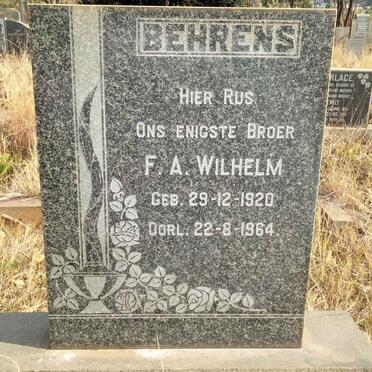 BEHRENS
HIER RUS
ONS ENIGSTE BROER
F. A. WILHELM
GEB. 29-12-1920
OORL. 22-8-1964.